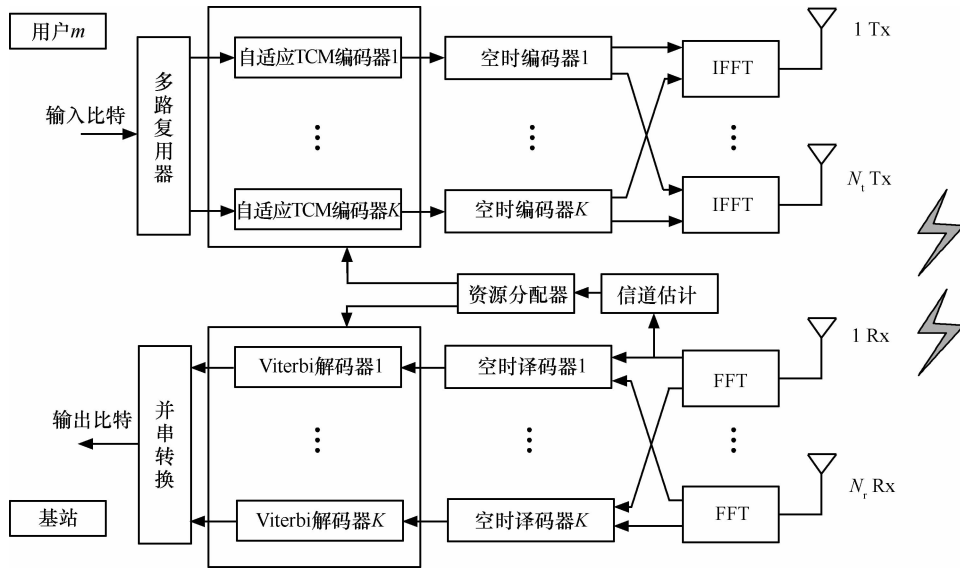 用户m
1 Tx
自适应TCM编码器1
空时编码器1
IFFT
多路复用器
输入比特
⋮
⋮
⋮
N_t Tx
自适应TCM编码器K
空时编码器K
IFFT
资源分配器
信道估计
1 Rx
Viterbi解码器1
空时译码器1
FFT
输出比特
并串转换
⋮
⋮
⋮
N_r Rx
基站
Viterbi解码器K
空时译码器K
FFT